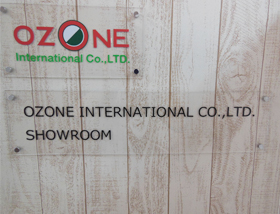 OZONE
International Co.,LTD.
OZONE INTERNATIONAL CO.,LTD.
SHOWROOM